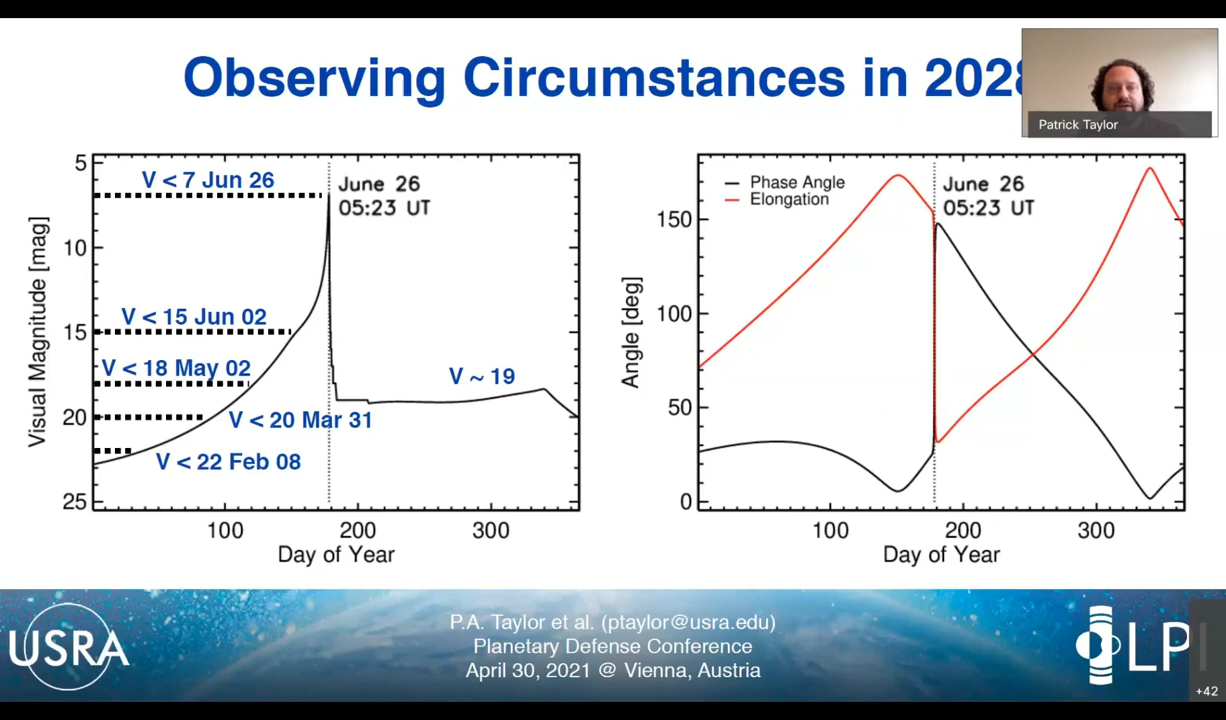 Observing Circumstances in 2028
Patrick Taylor
5
10
15
20
25
Visual Magnitude [mag]
V < 7 Jun 26
V < 15 Jun 02
V < 18 May 02
V < 20 Mar 31
V < 22 Feb 08
V ~ 19
June 26
05:23 UT
100
200
300
Day of Year
150
100
50
0
Angle [deg]
Phase Angle
Elongation
June 26
05:23 UT
100
200
300
Day of Year
USRA
P.A. Taylor et al. (ptaylor@usra.edu)
Planetary Defense Conference
April 30, 2021 @ Vienna, Austria
LPI
+42